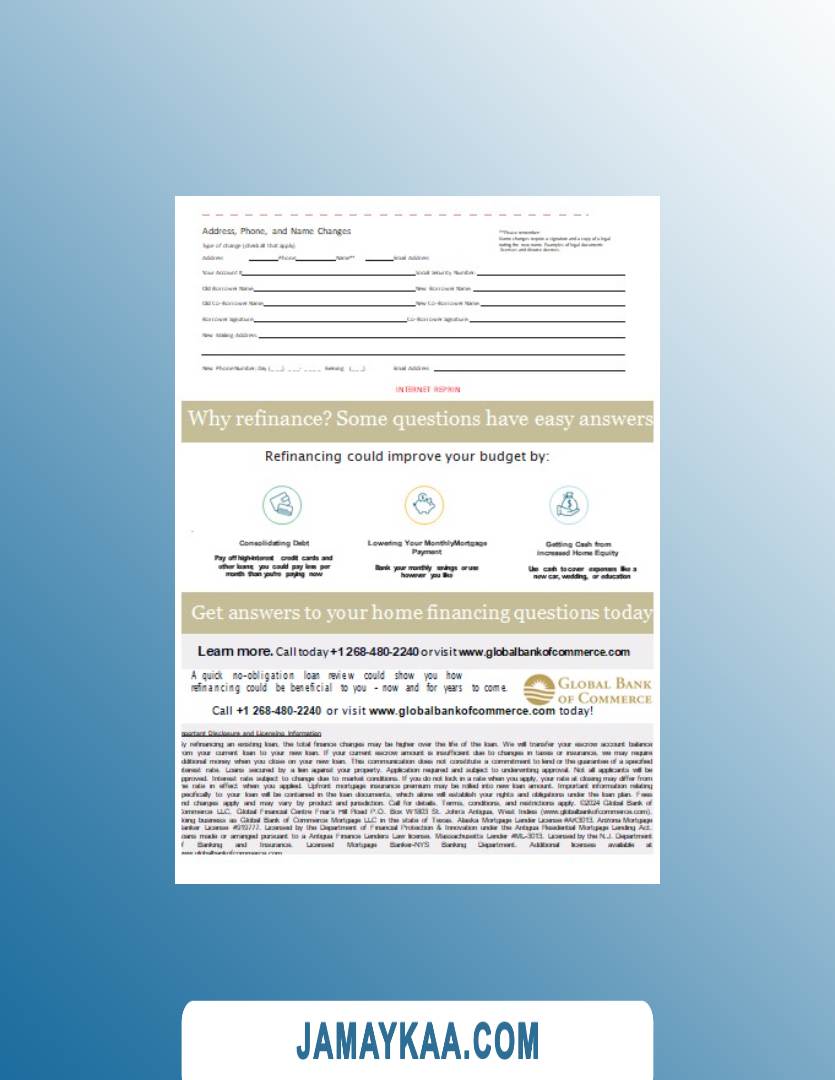 Address, Phone, and Name Changes
**Please remember:
Name changes require a signature and a copy of a legal
stating the new name. Examples of legal documents
licenses and divorce decrees.
Type of change (check all that apply):
Address Phone Name** Email Address
Your Account # Social Security Number:
Old Borrower Name New Borrower Name:
Old Co-Borrower Name New Co-Borrower Name:
Borrower Signature Co-Borrower Signature:
New Mailing Address:
New Phone Number: Day (___) ___-____ Evening (___) Email Address
INTERNET REPRIN
Why refinance? Some questions have easy answers
Refinancing could improve your budget by:
Consolidating Debt
Pay off high-interest credit cards and
other loans; you could pay less per
month than you're paying now
Lowering Your MonthlyMortgage
Payment
Bank your monthly savings or use
however you like
Getting Cash from
increased Home Equity
Use cash to cover expenses like a
new car, wedding, or education
Get answers to your home financing questions today
Learn more. Call today +1 268-480-2240 or visit www.globalbankofcommerce.com
A quick no-obligation loan review could show you how
refinancing could be beneficial to you - now and for years to come.
GLOBAL BANK
OF COMMERCE
Call +1 268-480-2240 or visit www.globalbankofcommerce.com today!
portant Disclosure and Licensing Information
By refinancing an existing loan, the total finance charges may be higher over the life of the loan. We will transfer your escrow account balance
rom your current loan to your new loan. If your current escrow amount is insufficient due to changes in taxes or insurance, we may require
dditional money when you close on your new loan. This communication does not constitute a commitment to lend or the guarantee of a specified
terest rate. Loans secured by a lien against your property. Application required and subject to underwriting approval. Not all applicants will be
pproved. Interest rate subject to change due to market conditions. If you do not lock in a rate when you apply, your rate at closing may differ from
he rate in effect when you applied. Upfront mortgage insurance premium may be rolled into new loan amount. Important information relating
pecifically to your loan will be contained in the loan documents, which alone will establish your rights and obligations under the loan plan. Fees
nd charges apply and may vary by product and jurisdiction. Call for details. Terms, conditions, and restrictions apply. ©2024 Global Bank of
ommerce LLC, Global Financial Centre Friar's Hill Road P.O. Box W1803 St. John's Antigua, West Indies (www.globalbankofcommerce.com),
king business as Global Bank of Commerce Mortgage LLC in the state of Texas. Alaska Mortgage Lender License #AK3013. Arizona Mortgage
anker License Licensed by the Department of Financial Protection & Innovation under the Antigua Residential Mortgage Lending Act.
oans made or arranged pursuant to a Antigua Finance Lenders Law license. Massachusetts Lender #ML-3013. Licensed by the N.J. Department
f Banking and Insurance. Licensed Mortgage Banker-NYS Banking Department. Additional licenses available at
www.globalbankofcommerce.com
JAMAYKAA.COM